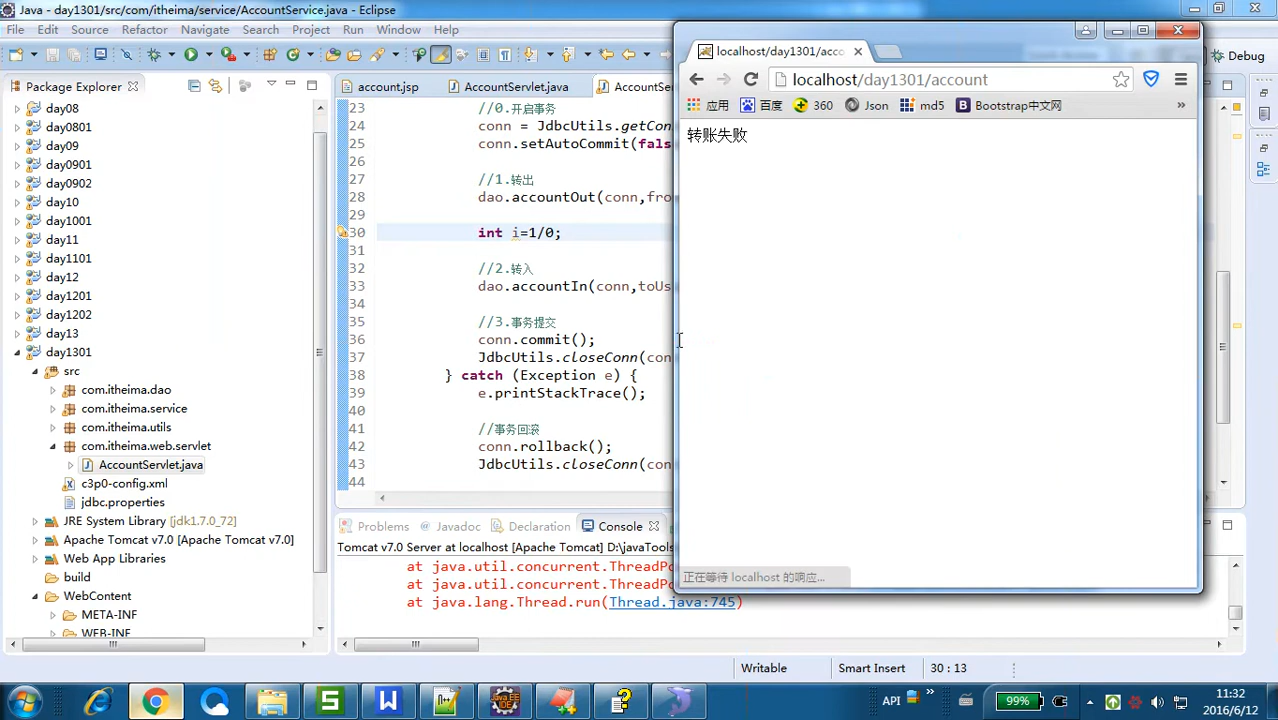 Java - day1301/src/com/itheima/service/AccountService.java - Eclipse
File Edit Source Refactor Navigate Search Project Run Window
Debug
Package Explorer
day08
day0801
day09
day0901
day0902
day10
day1001
day11
day1101
day12
day1201
day1202
day13
day1301
src
com.itheima.dao
com.itheima.service
com.itheima.utils
com.itheima.web.servlet
AccountServlet.java
c3p0-config.xml
jdbc.properties
JRE System Library [jdk1.7.0_72]
Apache Tomcat v7.0 [Apache Tomcat v7.0]
Web App Libraries
build
WebContent
META-INF
WEB-INF
account.jsp AccountServlet.java AccountSer
23 //0.开启事务
24 conn = JdbcUtils.getCon
25 conn.setAutoCommit(fals
26
27 //1.转出
28 dao.accountOut(conn,fro
29
30 int i=1/0;
31
32 //2.转入
33 dao.accountIn(conn,toUs
34
35 //3.事务提交
36 conn.commit();
37 JdbcUtils.closeConn(con
38 } catch (Exception e) {
39 e.printStackTrace();
40
41 //事务回滚
42 conn.rollback();
43 JdbcUtils.closeConn(con
44
Problems Javadoc Declaration Console
Tomcat v7.0 Server at localhost [Apache Tomcat] D:\javaTools
at java.util.concurrent.ThreadPo
at java.util.concurrent.ThreadPo
at java.lang.Thread.run(Thread.java:745)
localhost/day1301/acco
localhost/day1301/account
应用 百度 360 Json md5 Bootstrap中文网 »
转账失败
正在等待 localhost 的响应...
Writable Smart Insert 30 : 13
API » 99% 11:32
2016/6/12